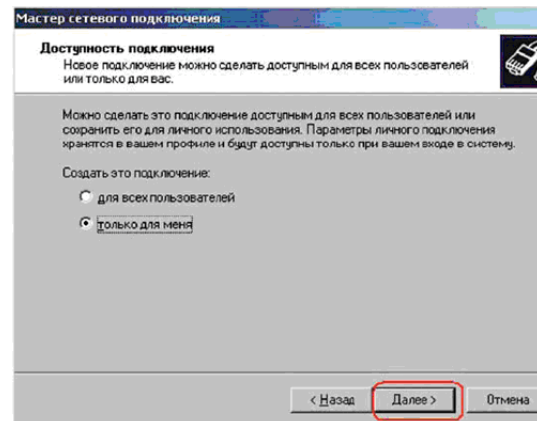 Мастер сетевого подключения
Доступность подключения
Новое подключение можно сделать доступным для всех пользователей
или только для вас.
Можно сделать это подключение доступным для всех пользователей или
сохранить его для личного использования. Параметры личного подключения
хранятся в вашем профиле и будут доступны только при вашем входе в систему.
Создать это подключение:
для всех пользователей
только для меня
< Назад Далее > Отмена